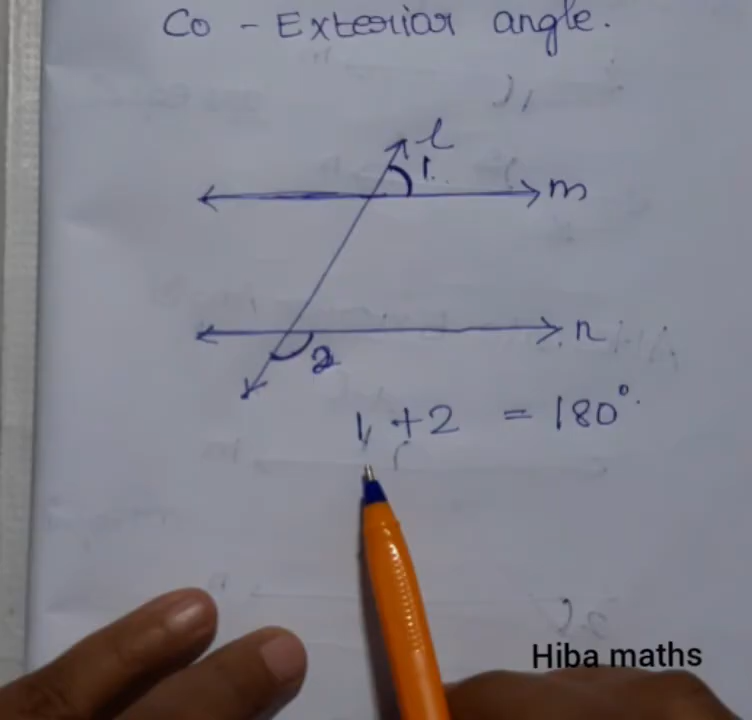 Co - Exterior angle.
l
1.
m
n
2
1 + 2 = 180°.
Hiba maths